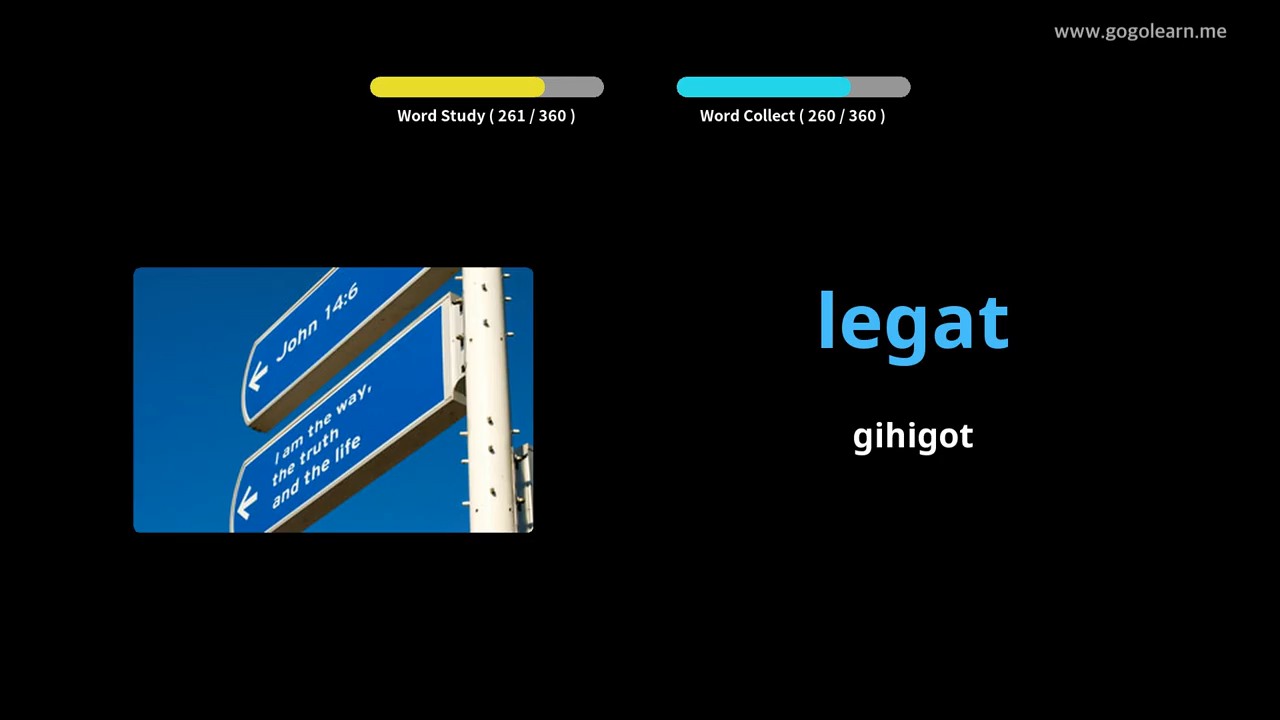 www.gogolearn.me
Word Study ( 261 / 360 )
Word Collect ( 260 / 360 )
John 14:6
I am the way,
the truth
and the life
legat
gihigot